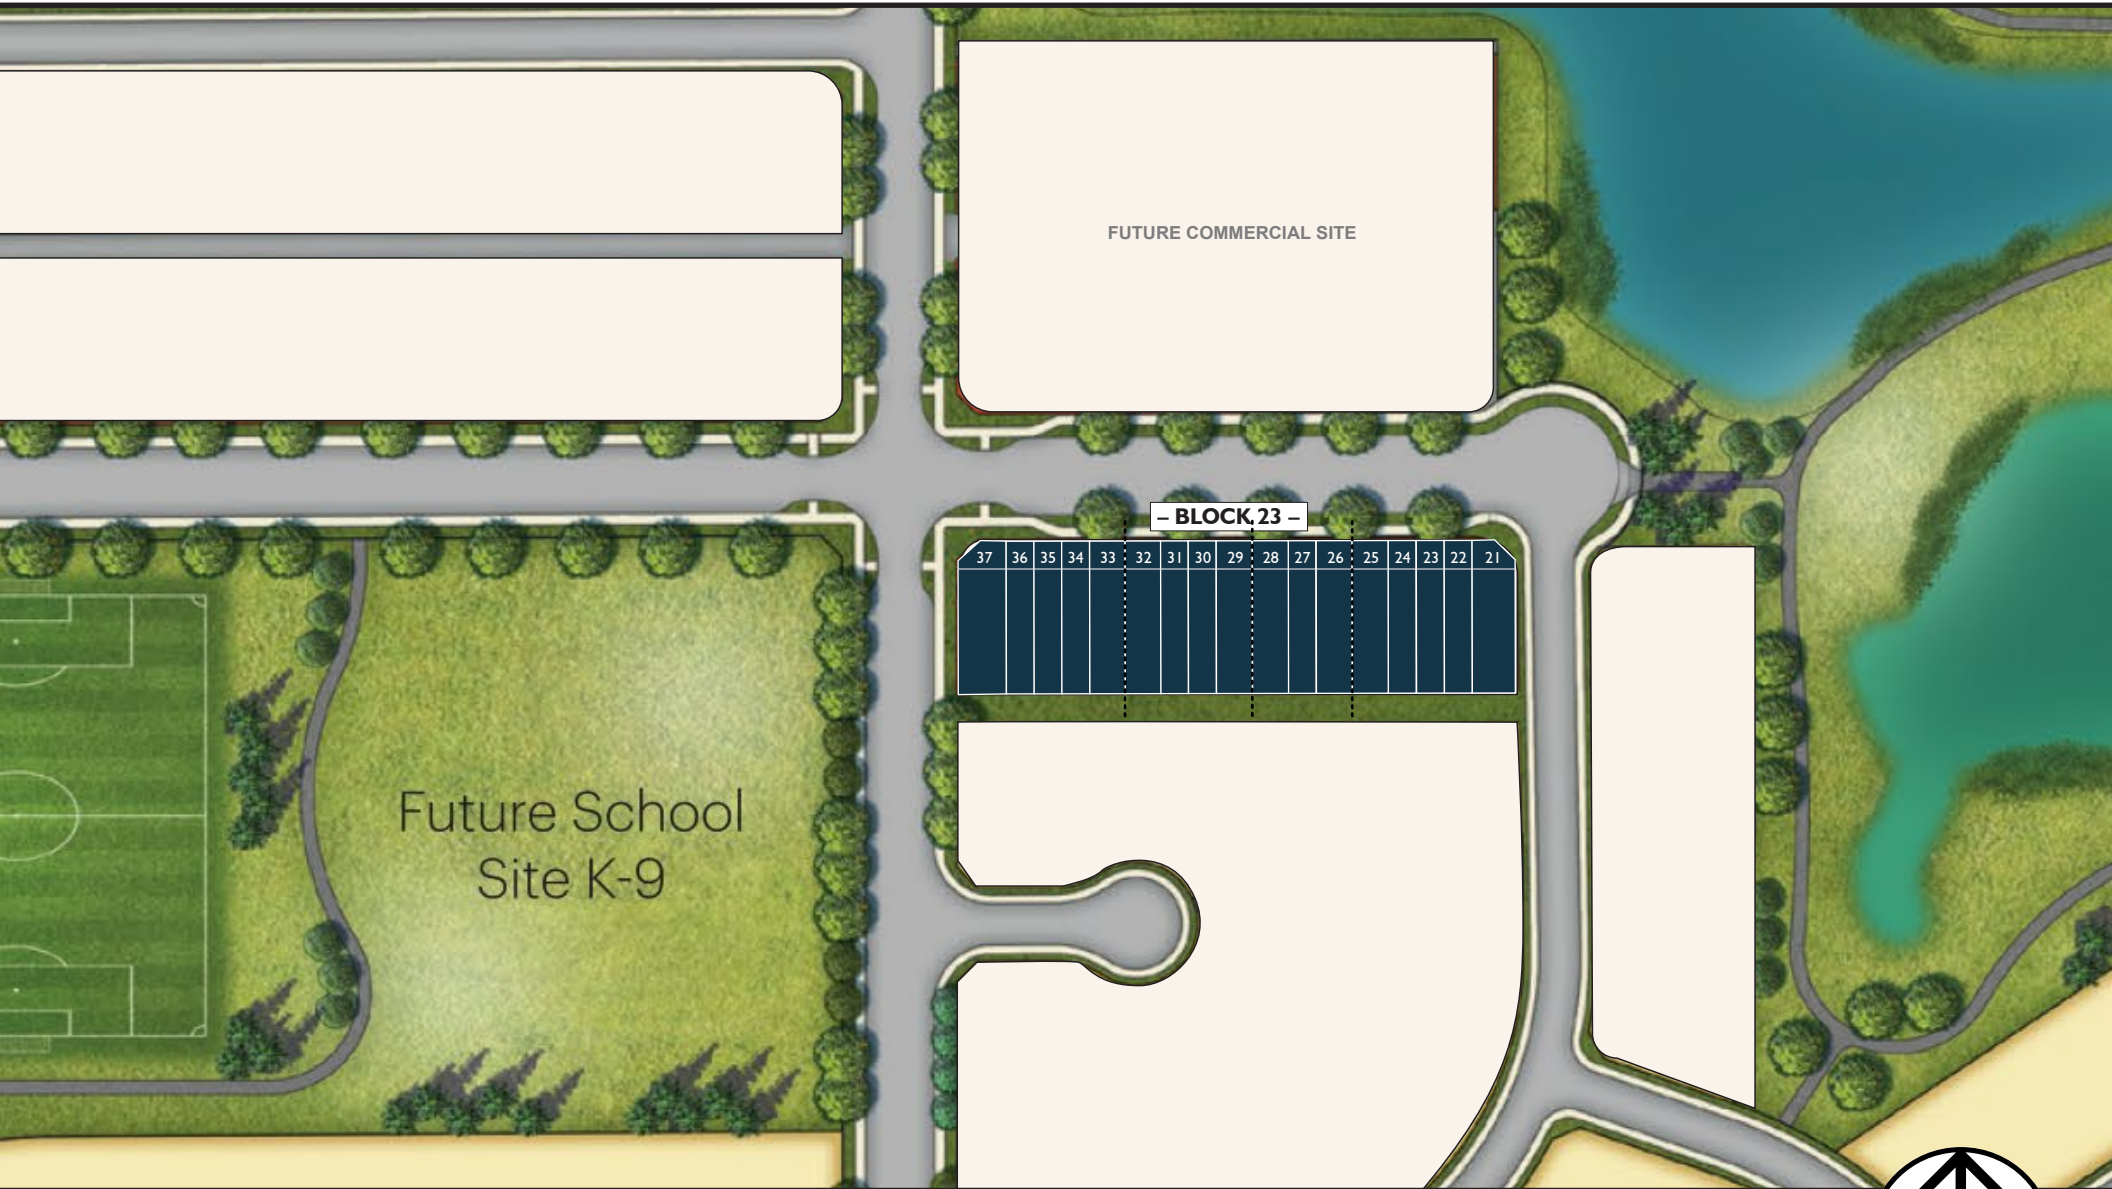 FUTURE COMMERCIAL SITE
– BLOCK 23 –
37 36 35 34 33 32 31 30 29 28 27 26 25 24 23 22 21
Future School
Site K-9